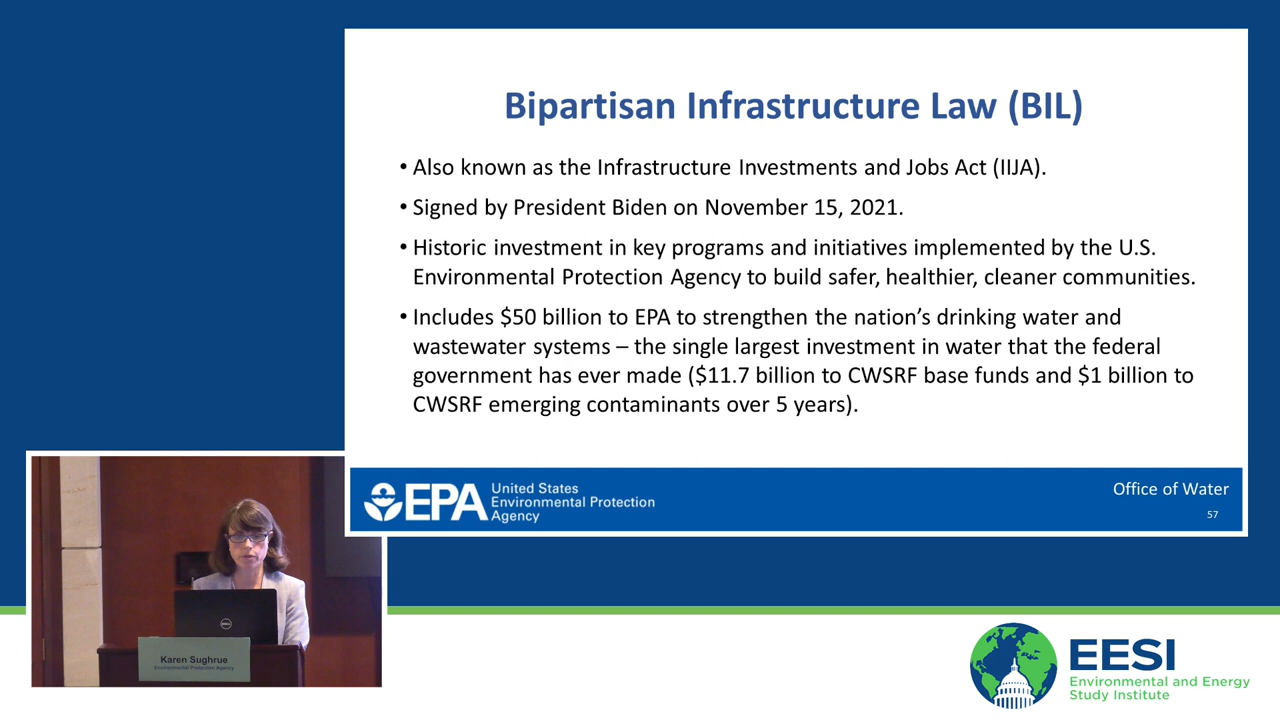 Bipartisan Infrastructure Law (BIL)
• Also known as the Infrastructure Investments and Jobs Act (IIJA).
• Signed by President Biden on November 15, 2021.
• Historic investment in key programs and initiatives implemented by the U.S.
Environmental Protection Agency to build safer, healthier, cleaner communities.
• Includes $50 billion to EPA to strengthen the nation's drinking water and
wastewater systems – the single largest investment in water that the federal
government has ever made ($11.7 billion to CWSRF base funds and $1 billion to
CWSRF emerging contaminants over 5 years).
EPA
United States
Environmental Protection
Agency
Office of Water
57
DELL
Karen Sughrue
Environmental Protection Agency
EESI
Environmental and Energy
Study Institute